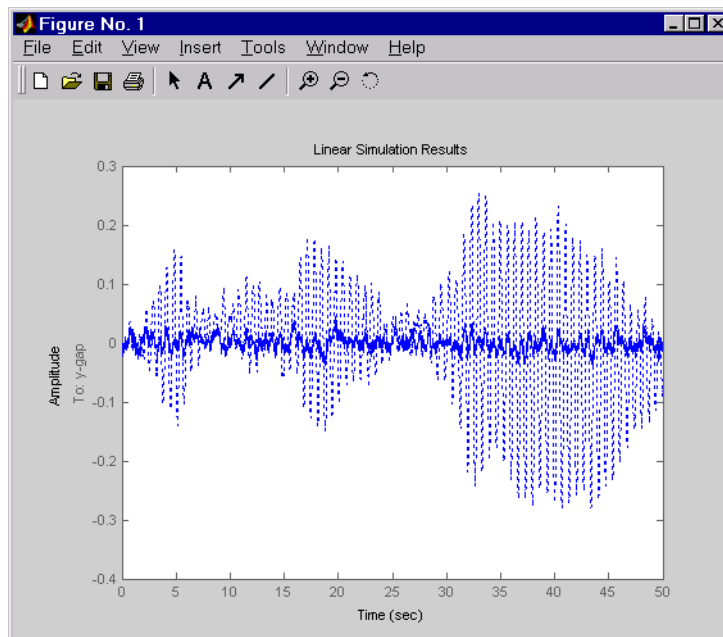 Figure No. 1
File Edit View Insert Tools Window Help
A
Linear Simulation Results
0.3
0.2
0.1
0
-0.1
-0.2
-0.3
-0.4
Amplitude
To: y-gap
0 5 10 15 20 25 30 35 40 45 50
Time (sec)